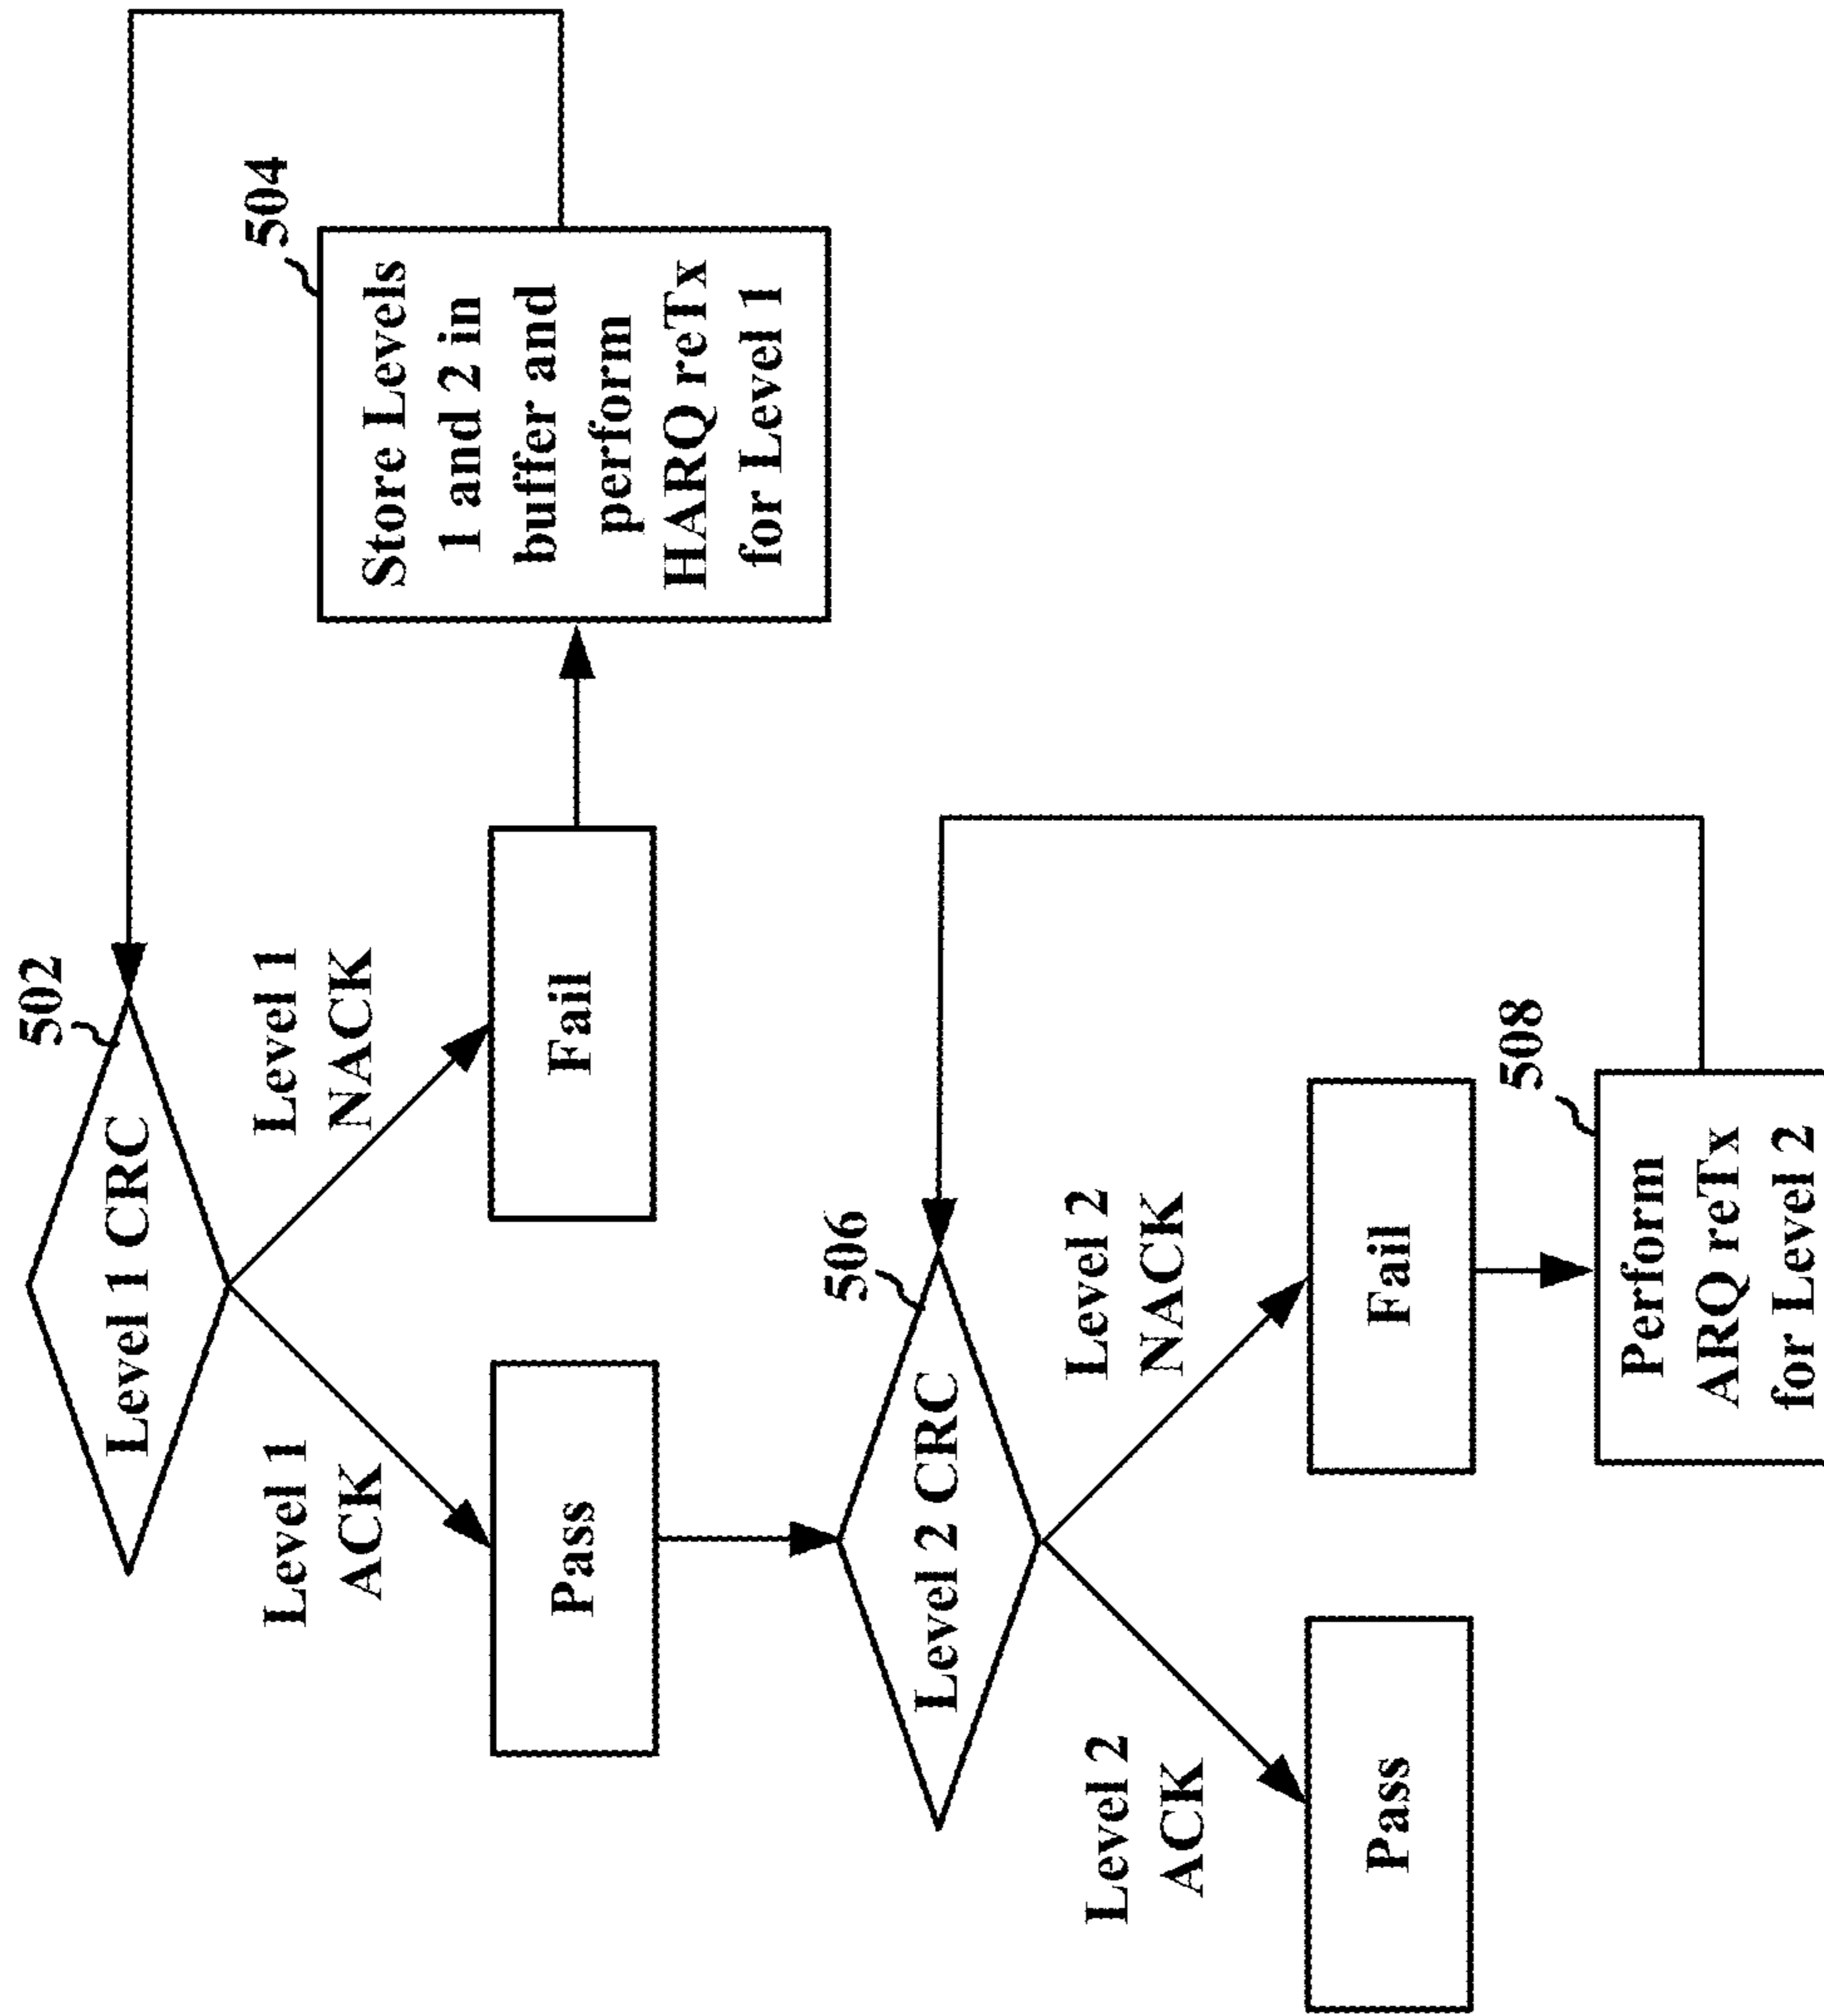 502
Level 1 CRC
Level 1
ACK
Level 1
NACK
Pass
Fail
504
Store Levels
1 and 2 in
buffer and
perform
HARQ reTx
for Level 1
506
Level 2 CRC
Level 2
ACK
Level 2
NACK
Pass
Fail
508
Perform
ARQ reTx
for Level 2